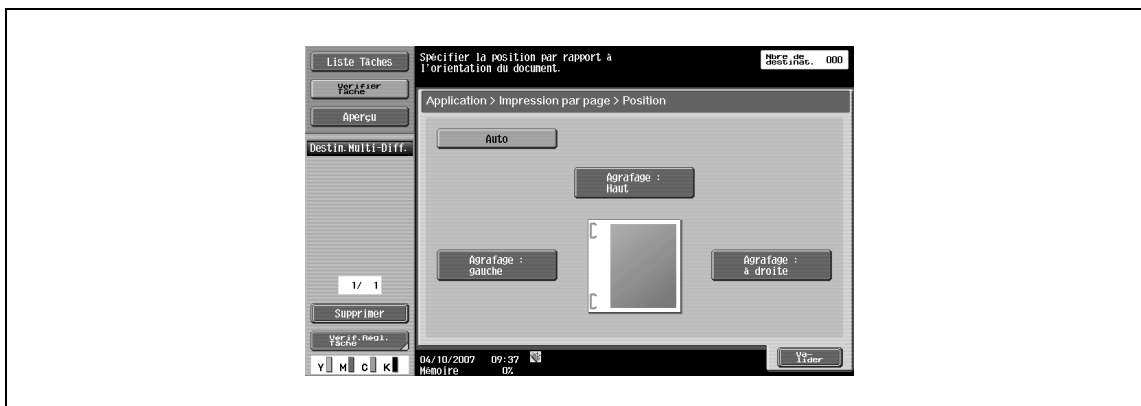 Liste Tâches
Vérifier
Tâche
Aperçu
Destin.Multi-Diff.
1/ 1
Supprimer
Vérif.Régl.
Tâche
Y M C K
Spécifier la position par rapport à
l'orientation du document.
Nbre de
destinat. 000
Application > Impression par page > Position
Auto
Agrafage :
Haut
Agrafage :
gauche
Agrafage :
à droite
04/10/2007 09:37
Mémoire 0%
Va-
lider